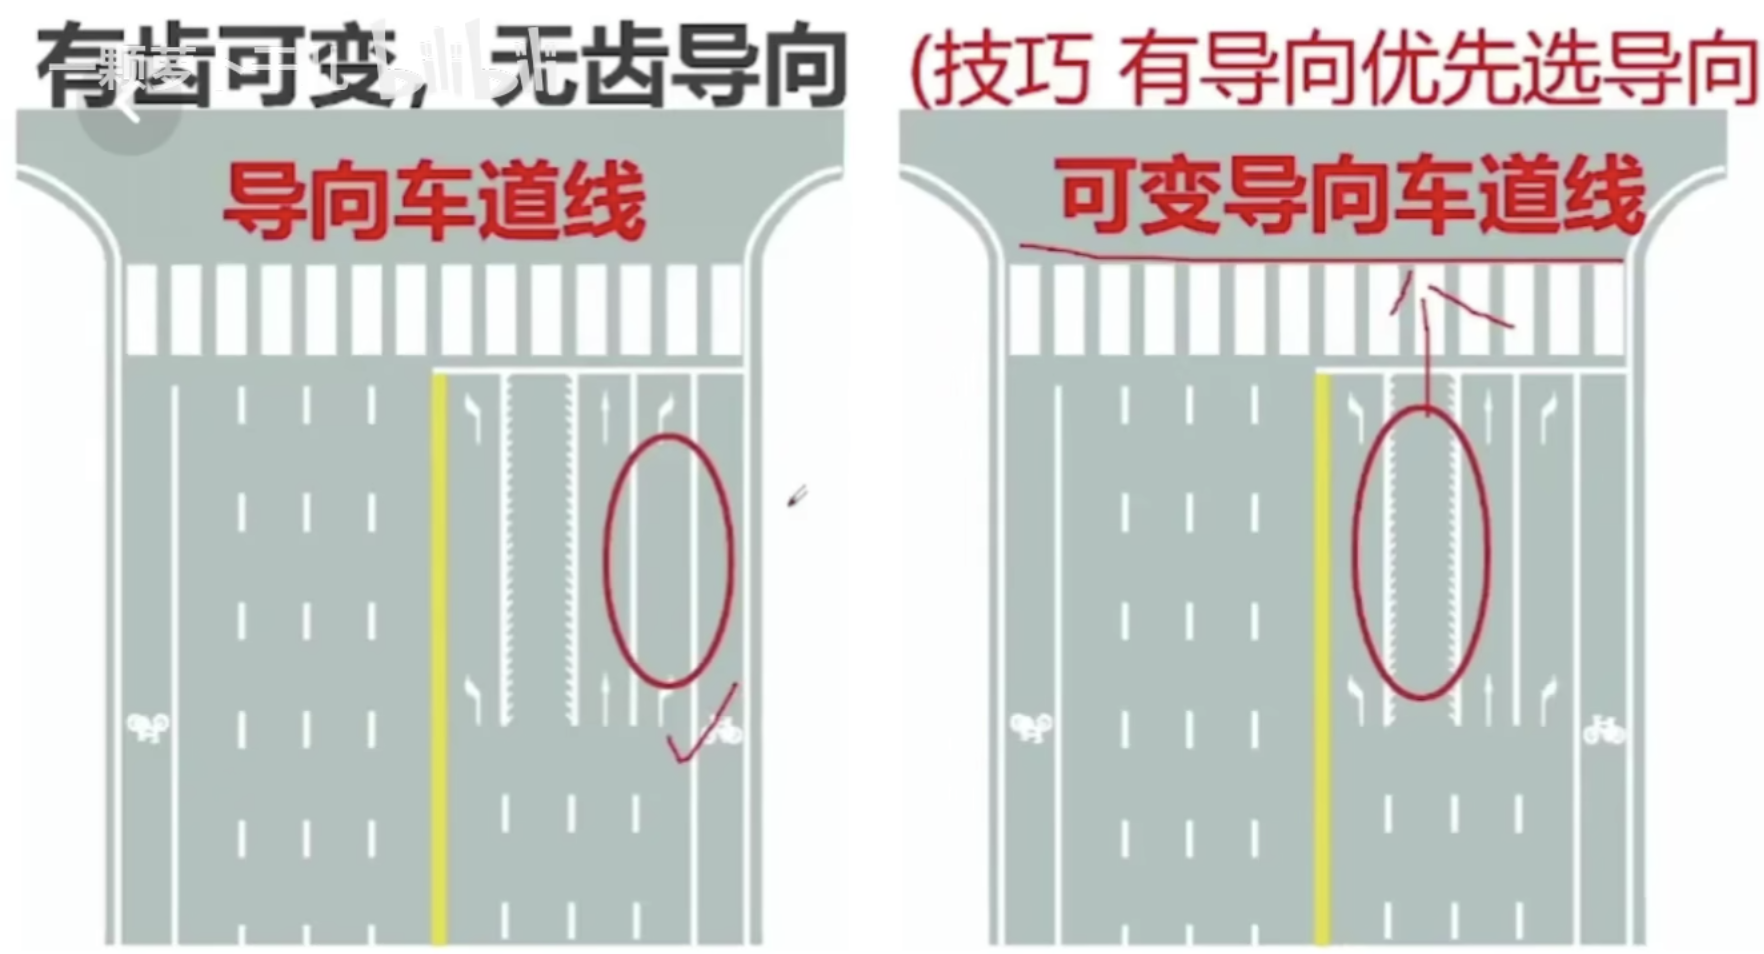 有齿可变，无齿导向
(技巧 有导向优先选导向
导向车道线
可变导向车道线